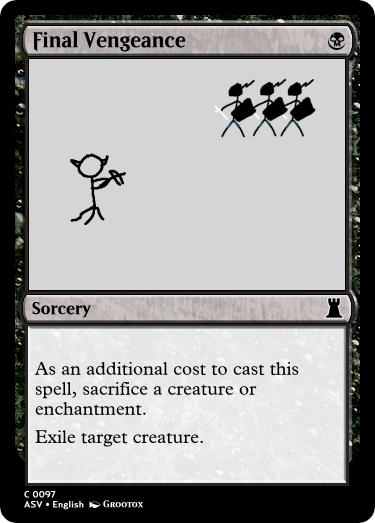 Final Vengeance
Sorcery
As an additional cost to cast this
spell, sacrifice a creature or
enchantment.
Exile target creature.
C 0097
ASV • English Grootox